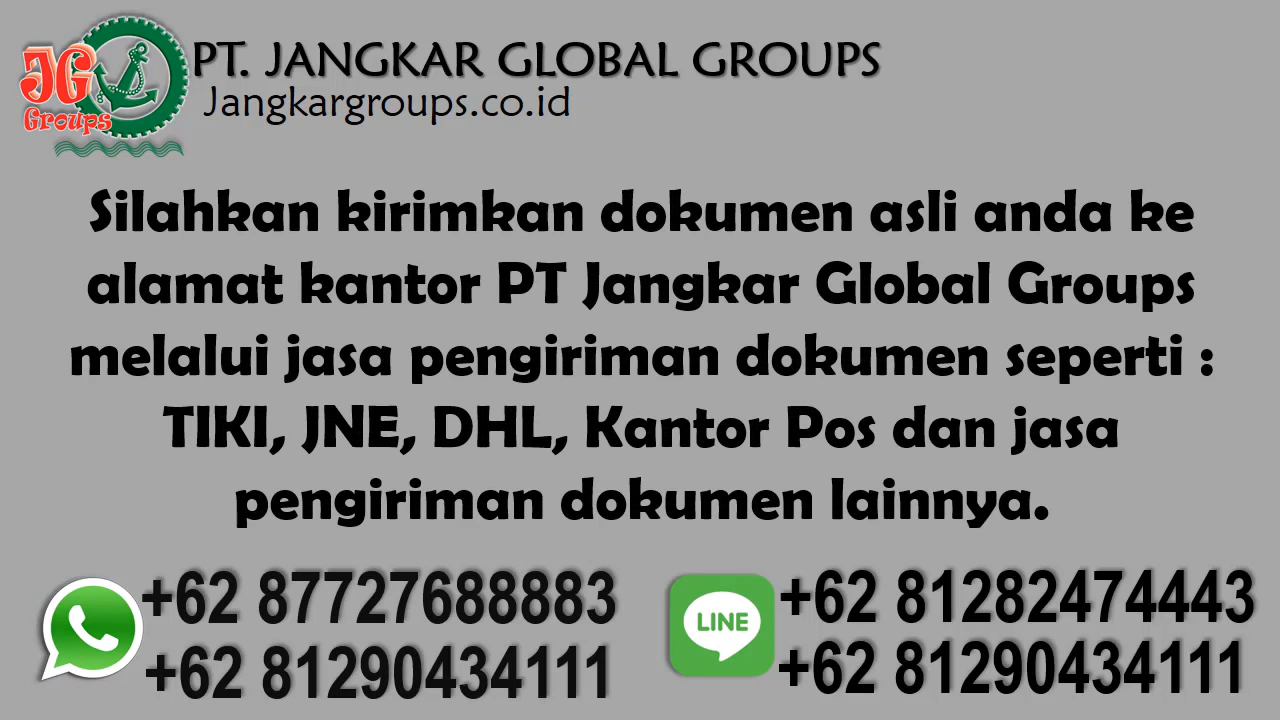 JG
Groups
PT. JANGKAR GLOBAL GROUPS
Jangkargroups.co.id
Silahkan kirimkan dokumen asli anda ke
alamat kantor PT Jangkar Global Groups
melalui jasa pengiriman dokumen seperti :
TIKI, JNE, DHL, Kantor Pos dan jasa
pengiriman dokumen lainnya.
+62 87727688883
+62 81290434111
LINE
+62 81282474443
+62 81290434111